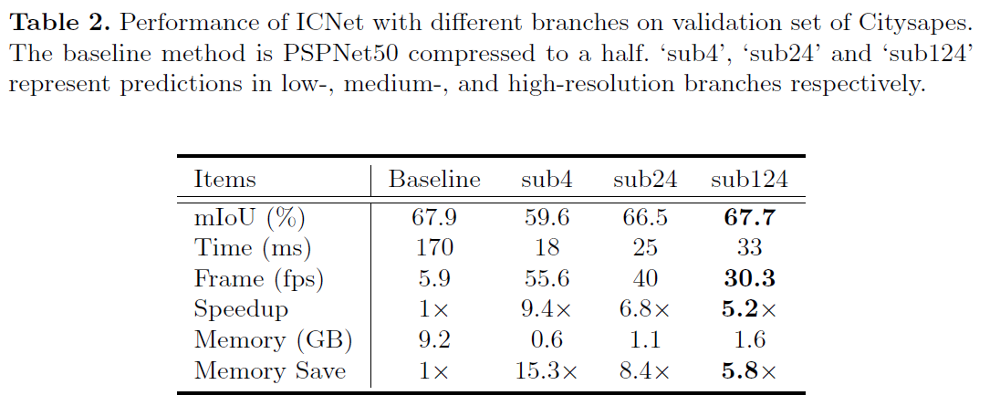 Table 2. Performance of ICNet with different branches on validation set of Citysapes.
The baseline method is PSPNet50 compressed to a half. ‘sub4’, ‘sub24’ and ‘sub124’
represent predictions in low-, medium-, and high-resolution branches respectively.
Items Baseline sub4 sub24 sub124
mIoU (%) 67.9 59.6 66.5 67.7
Time (ms) 170 18 25 33
Frame (fps) 5.9 55.6 40 30.3
Speedup 1× 9.4× 6.8× 5.2×
Memory (GB) 9.2 0.6 1.1 1.6
Memory Save 1× 15.3× 8.4× 5.8×